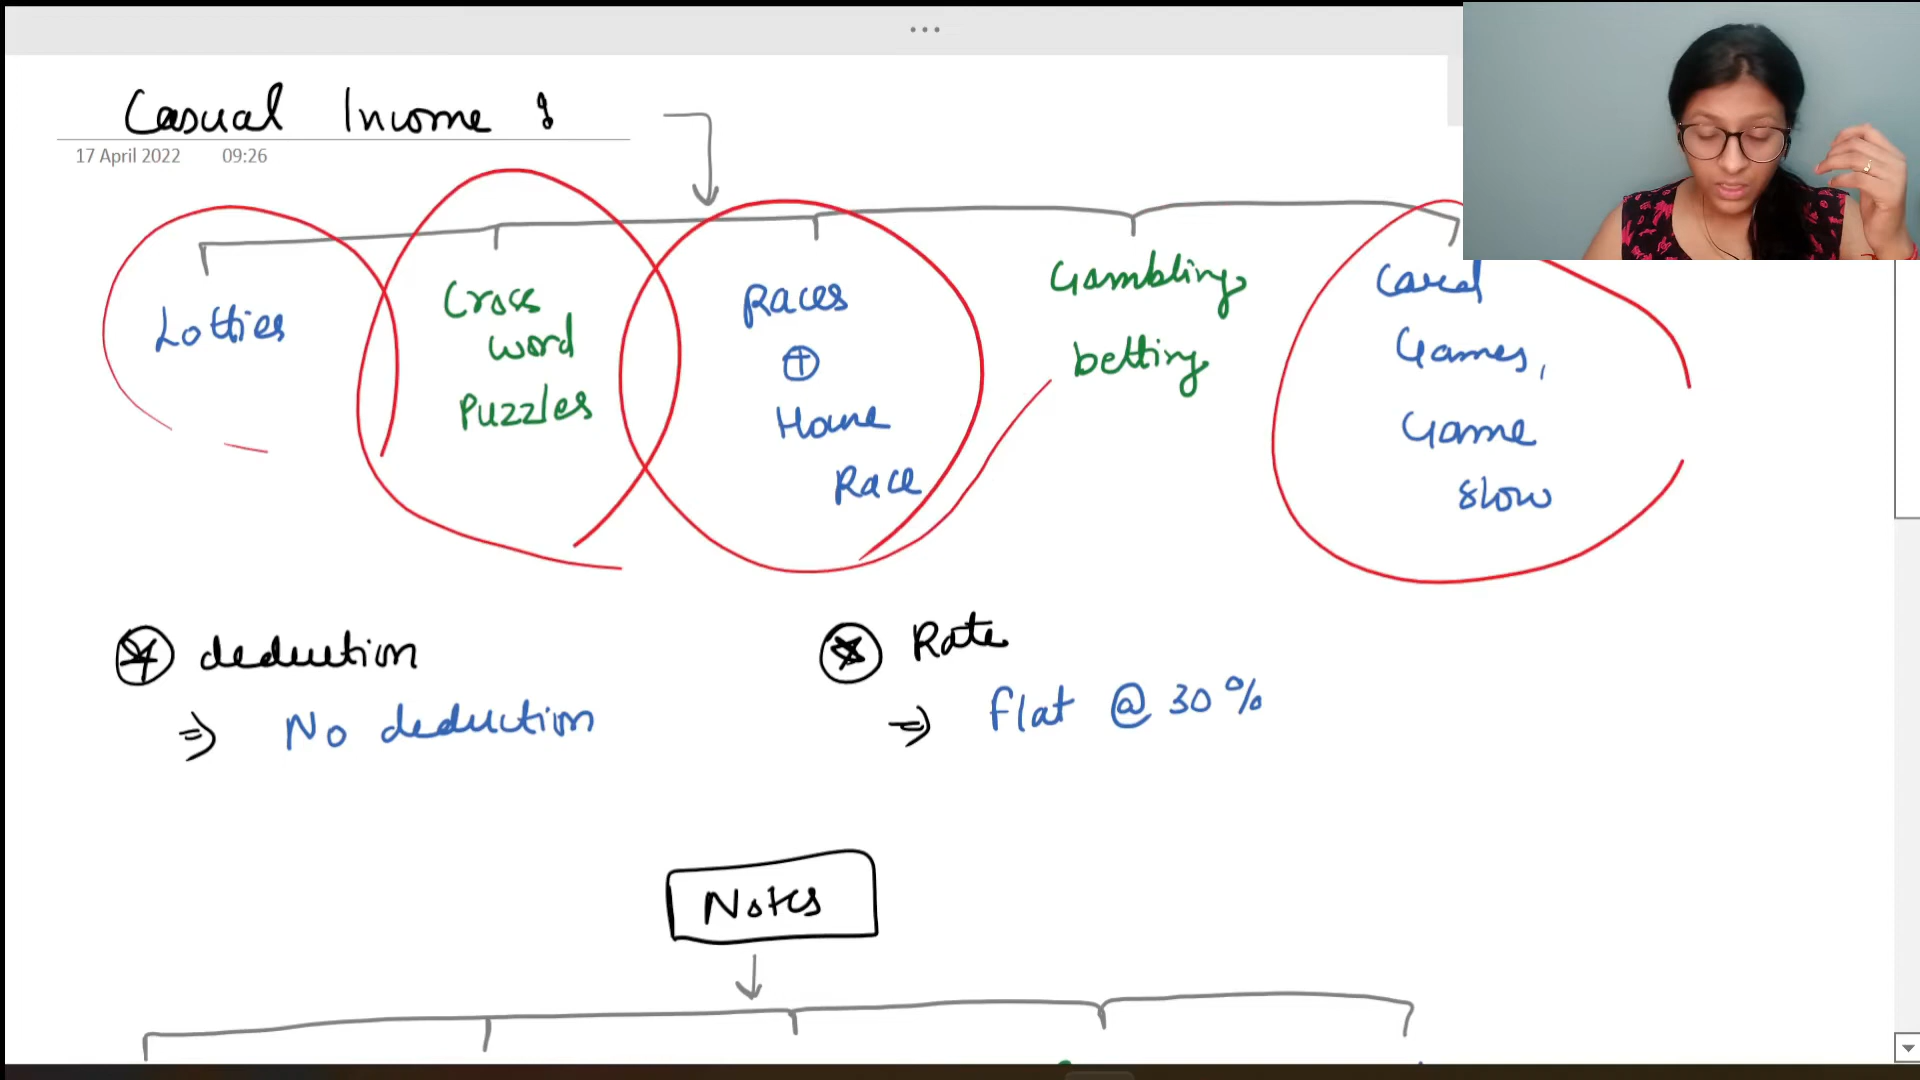 Casual Income :
17 April 2022 09:26
Lotties
Cross
word
Puzzles
Races
+
Horse
Race
Gambling
betting
Card
Games,
Game
Show
deduction
⇒ No deduction
Rate
⇒ flat @ 30%
Notes